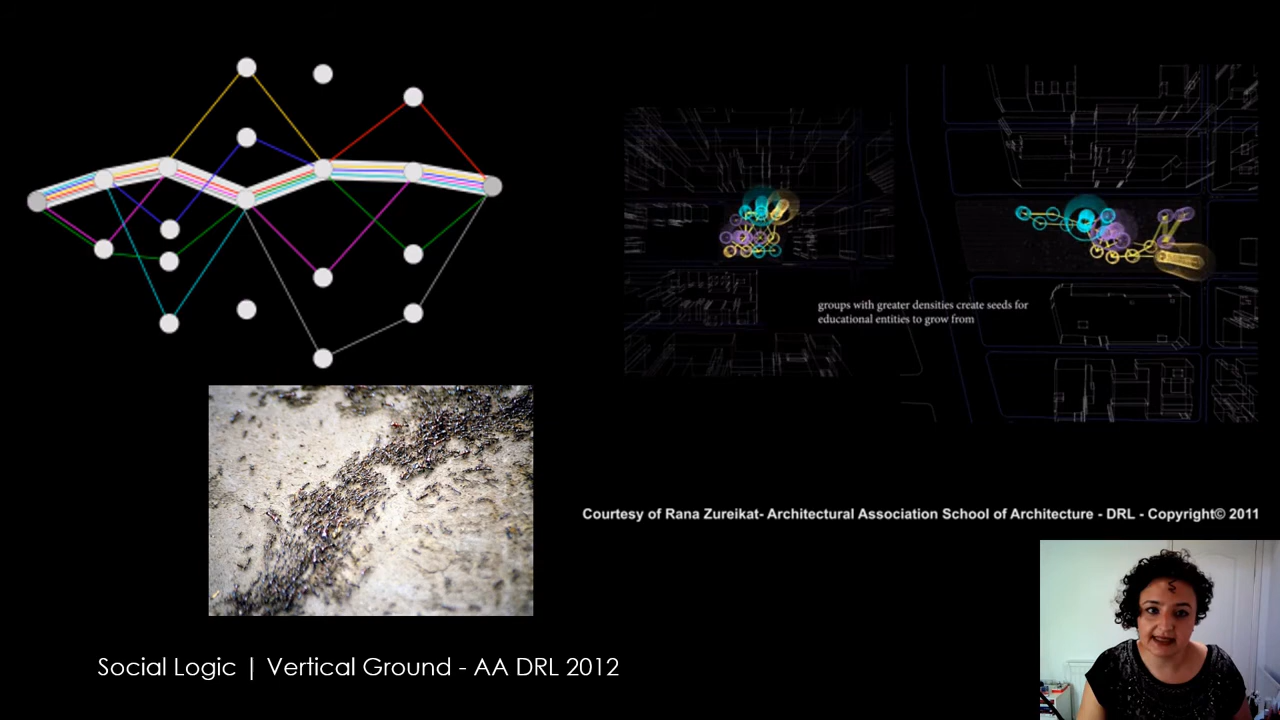 groups with greater densities create seeds for
educational entities to grow from
Courtesy of Rana Zureikat- Architectural Association School of Architecture - DRL - Copyright© 2011
Social Logic | Vertical Ground - AA DRL 2012